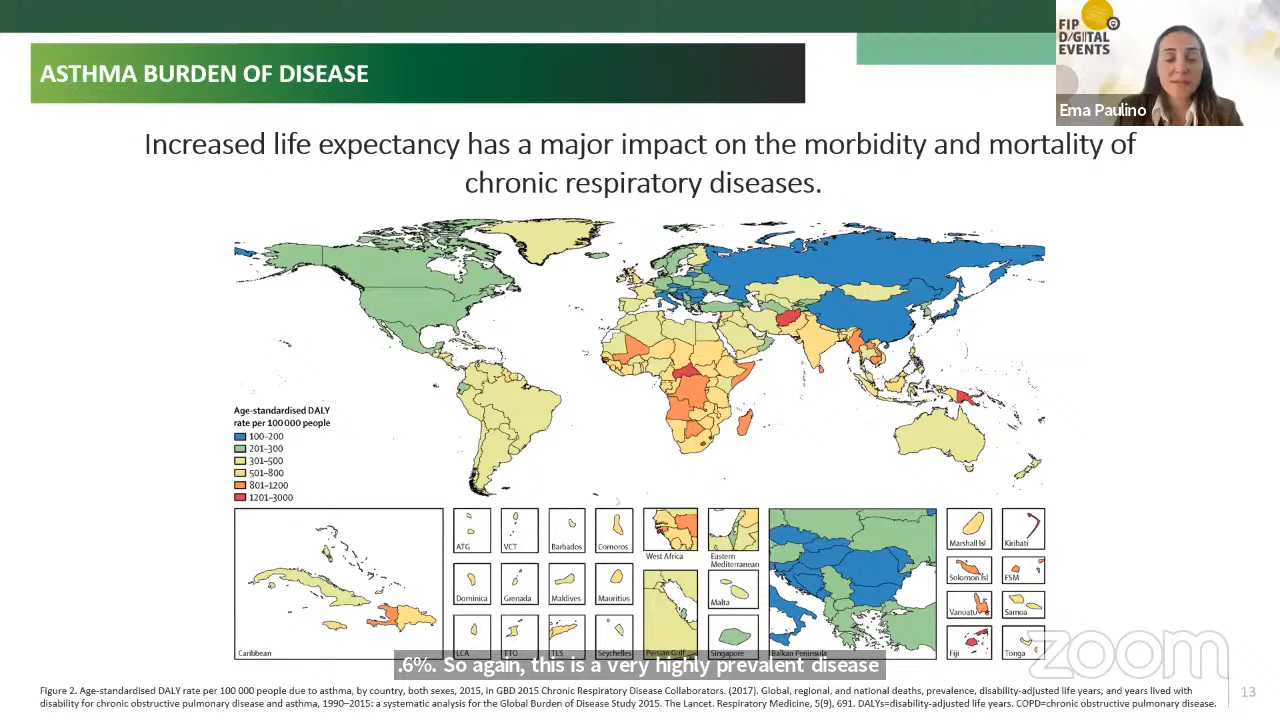 FIP
DIGITAL
EVENTS
Ema Paulino
ASTHMA BURDEN OF DISEASE
Increased life expectancy has a major impact on the morbidity and mortality of
chronic respiratory diseases.
Age-standardised DALY
rate per 100 000 people
100–200
201–300
301–500
501–800
801–1200
1201–3000
Caribbean
ATG
VCT
Barbados
Comoros
West Africa
Eastern
Mediterranean
Dominica
Grenada
Maldives
Mauritius
Malta
LCA
TTO
TLS
Seychelles
Persian Gulf
Singapore
Balkan Peninsula
Marshall Isl
Kiribati
Solomon Isl
FSM
Vanuatu
Samoa
Fiji
Tonga
zoom
.6%. So again, this is a very highly prevalent disease
Figure 2. Age-standardised DALY rate per 100 000 people due to asthma, by country, both sexes, 2015, in GBD 2015 Chronic Respiratory Disease Collaborators. (2017). Global, regional, and national deaths, prevalence, disability-adjusted life years, and years lived with
disability for chronic obstructive pulmonary disease and asthma, 1990–2015: a systematic analysis for the Global Burden of Disease Study 2015. The Lancet. Respiratory Medicine, 5(9), 691. DALYs=disability-adjusted life years. COPD=chronic obstructive pulmonary disease.
13